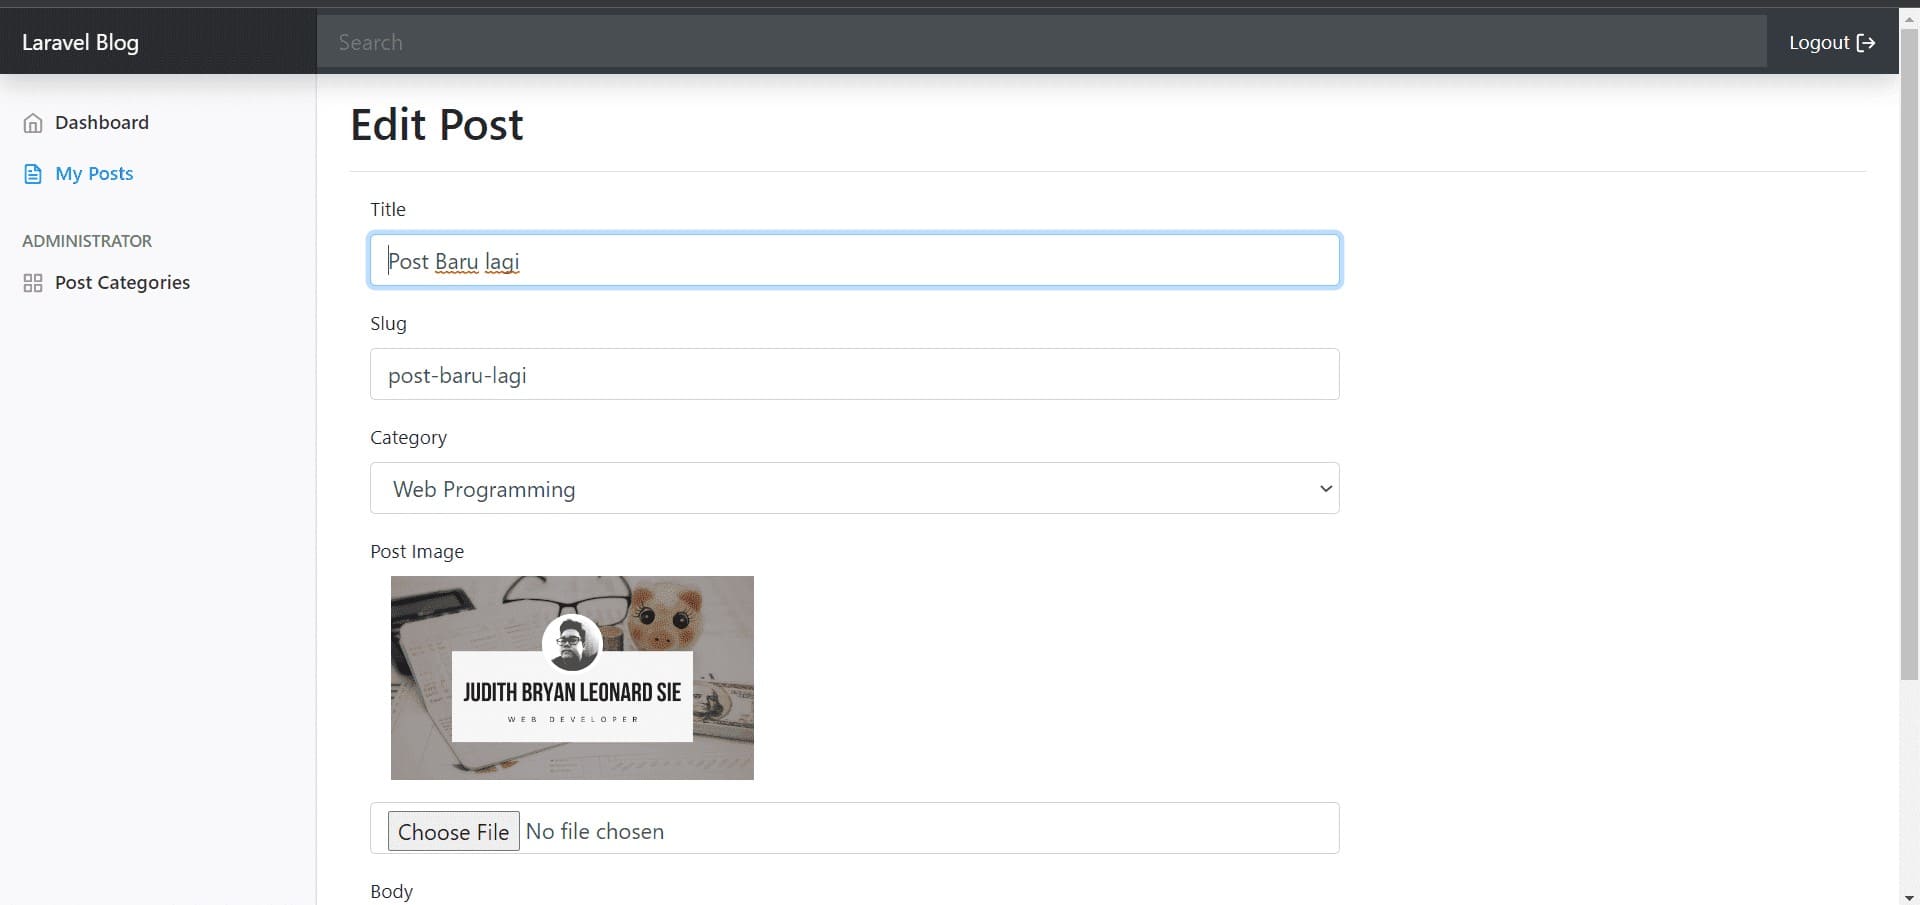 Laravel Blog
Search
Logout
Dashboard
My Posts
ADMINISTRATOR
Post Categories
Edit Post
Title
Post Baru lagi
Slug
post-baru-lagi
Category
Web Programming
Post Image
JUDITH BRYAN LEONARD SIE
WEB DEVELOPER
Choose File No file chosen
Body